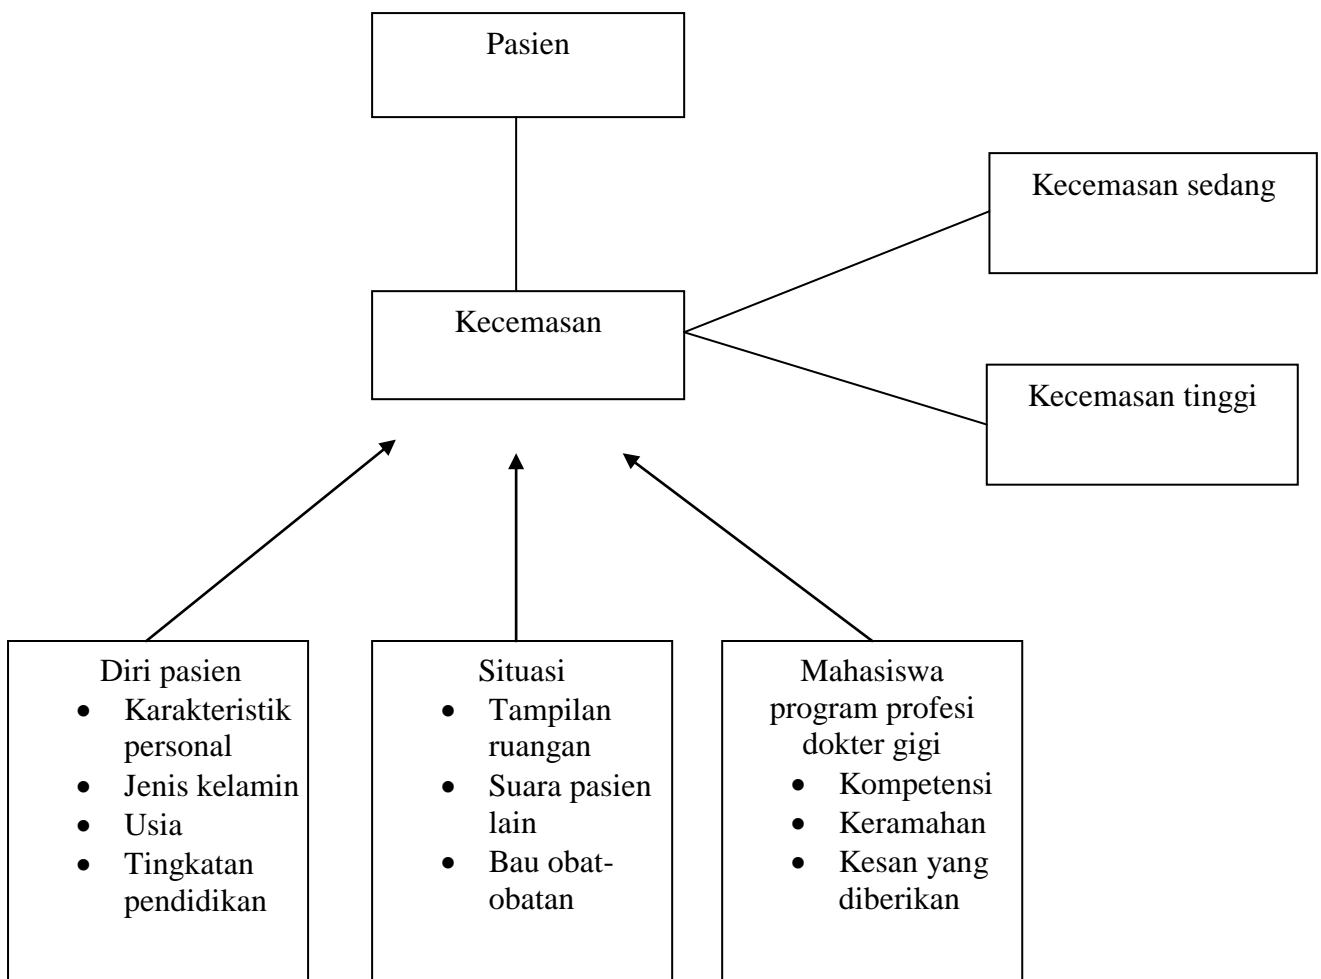 Pasien
Kecemasan sedang
Kecemasan
Kecemasan tinggi
Diri pasien
• Karakteristik
personal
• Jenis kelamin
• Usia
• Tingkatan
pendidikan
Situasi
• Tampilan
ruangan
• Suara pasien
lain
• Bau obat-
obatan
Mahasiswa
program profesi
dokter gigi
• Kompetensi
• Keramahan
• Kesan yang
diberikan